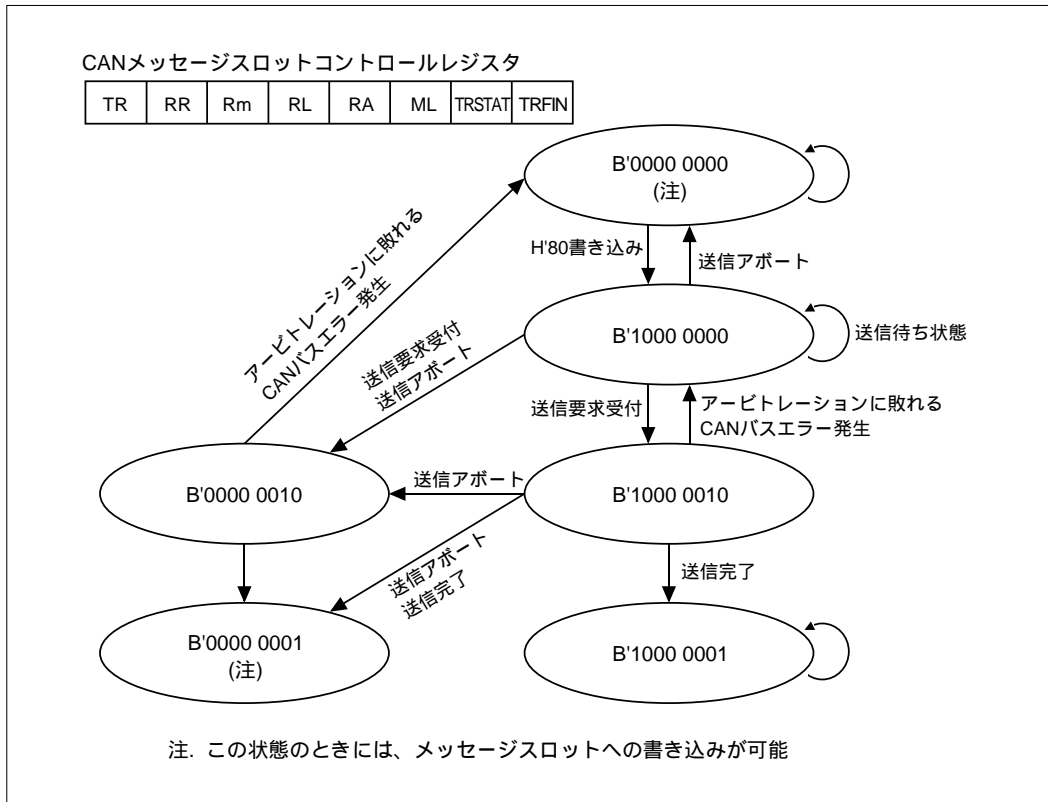 CANメッセージスロットコントロールレジスタ
TR RR Rm RL RA ML TRSTAT TRFIN
B'0000 0000
(注)
H'80書き込み
送信アボート
アービトレーションに敗れる
CANバスエラー発生
B'1000 0000
送信待ち状態
送信要求受付
送信アボート
送信要求受付
アービトレーションに敗れる
CANバスエラー発生
B'0000 0010
送信アボート
B'1000 0010
送信アボート
送信完了
送信完了
B'0000 0001
(注)
B'1000 0001
注. この状態のときには、メッセージスロットへの書き込みが可能